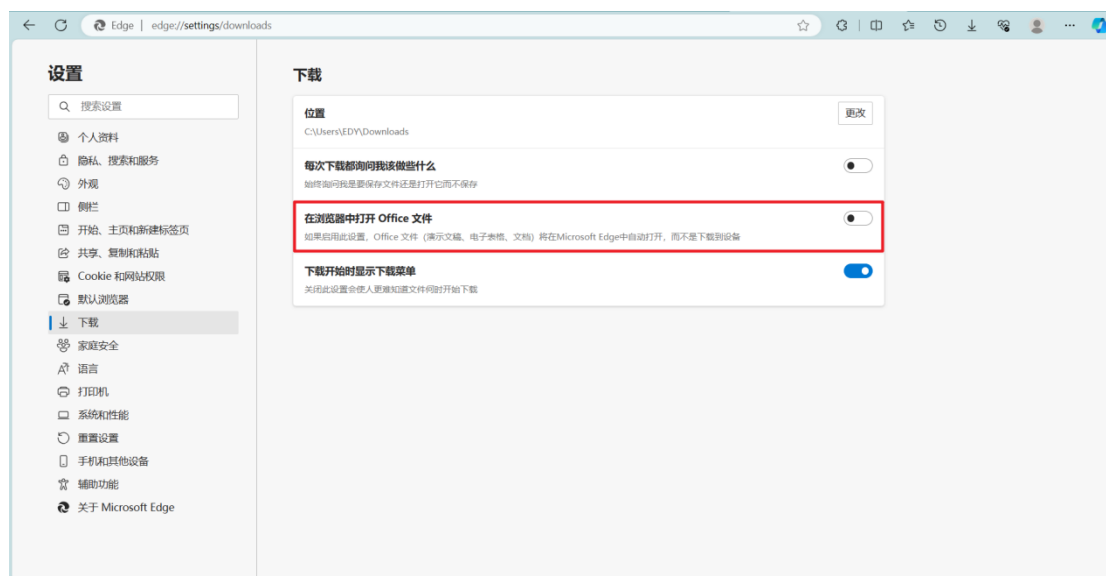 Edge | edge://settings/downloads
设置
搜索设置
个人资料
隐私、搜索和服务
外观
侧栏
开始、主页和新建标签页
共享、复制和粘贴
Cookie 和网站权限
默认浏览器
下载
家庭安全
语言
打印机
系统和性能
重置设置
手机和其他设备
辅助功能
关于 Microsoft Edge
下载
位置
更改
C:\Users\EDY\Downloads
每次下载都询问我该做些什么
始终询问我是要保存文件还是打开它而不保存
在浏览器中打开 Office 文件
如果启用此设置，Office 文件（演示文稿、电子表格、文档）将在Microsoft Edge中自动打开，而不是下载到设备
下载开始时显示下载菜单
关闭此设置会使人更难知道文件何时开始下载